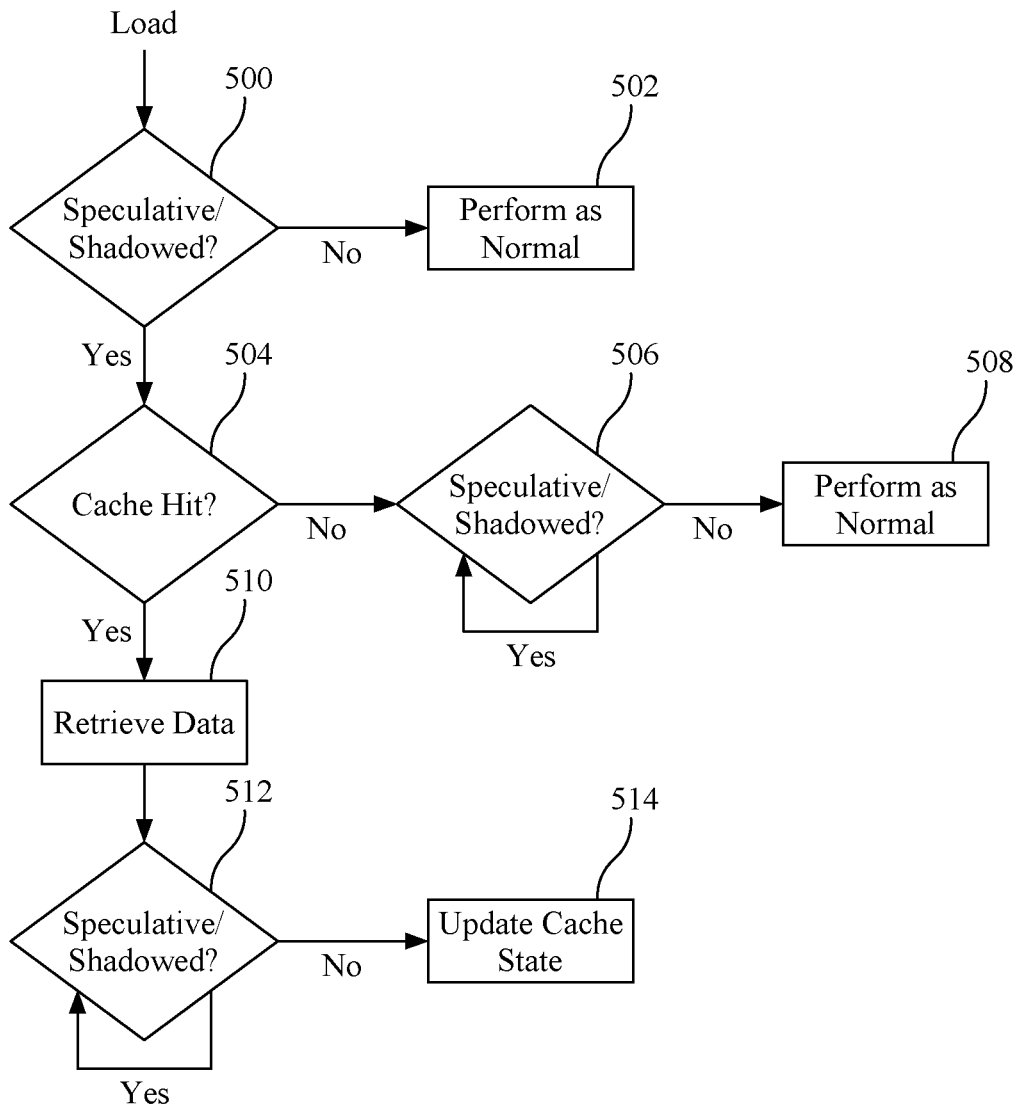 Load
500
502
Speculative/
Shadowed?
No
Perform as
Normal
Yes
504
506
508
Cache Hit?
No
Speculative/
Shadowed?
No
Perform as
Normal
Yes
Yes
510
Retrieve Data
512
514
Speculative/
Shadowed?
No
Update Cache
State
Yes